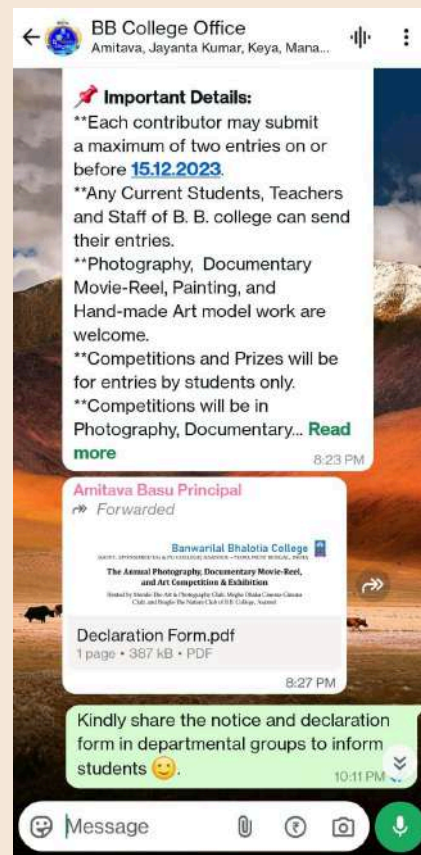 BB College Office
Amitava, Jayanta Kumar, Keya, Mana...
Important Details:
**Each contributor may submit
a maximum of two entries on or
before 15.12.2023.
**Any Current Students, Teachers
and Staff of B. B. college can send
their entries.
**Photography, Documentary
Movie-Reel, Painting, and
Hand-made Art model work are
welcome.
**Competitions and Prizes will be
for entries by students only.
**Competitions will be in
Photography, Documentary... Read
more
8:23 PM
Amitava Basu Principal
Forwarded
Banwarilal Bhalotia College
The Annual Photography, Documentary Movie-Reel,
and Art Competition & Exhibition
Declaration Form.pdf
1 page • 387 kB • PDF
8:27 PM
Kindly share the notice and declaration
form in departmental groups to inform
students 😊.
10:11 PM
Message